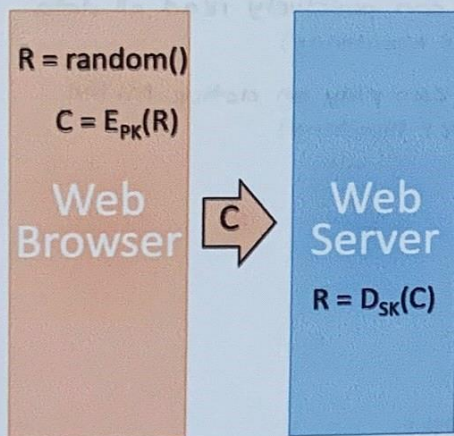 R = random()
C = E_PK(R)
Web
Browser
C
Web
Server
R = D_SK(C)